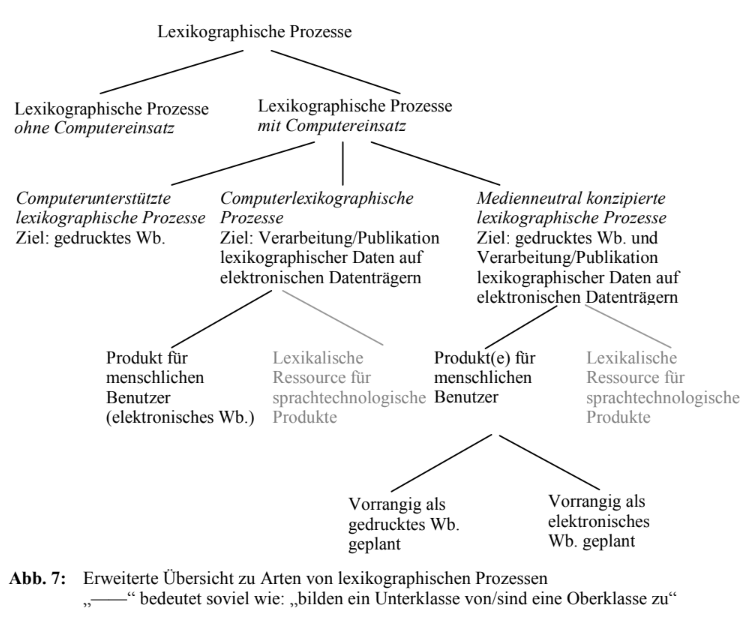 Lexikographische Prozesse
Lexikographische Prozesse
ohne Computereinsatz
Lexikographische Prozesse
mit Computereinsatz
Computerunterstützte
lexikographische Prozesse
Ziel: gedrucktes Wb.
Computerlexikographische
Prozesse
Ziel: Verarbeitung/Publikation
lexikographischer Daten auf
elektronischen Datenträgern
Medienneutral konzipierte
lexikographische Prozesse
Ziel: gedrucktes Wb. und
Verarbeitung/Publikation
lexikographischer Daten auf
elektronischen Datenträgern
Produkt für
menschlichen
Benutzer
(elektronisches Wb.)
Lexikalische
Ressource für
sprachtechnologische
Produkte
Produkt(e) für
menschlichen
Benutzer
Lexikalische
Ressource für
sprachtechnologische
Produkte
Vorrangig als
gedrucktes Wb.
geplant
Vorrangig als
elektronisches
Wb. geplant
Abb. 7: Erweiterte Übersicht zu Arten von lexikographischen Prozessen
„——“ bedeutet soviel wie: „bilden ein Unterklasse von/sind eine Oberklasse zu“